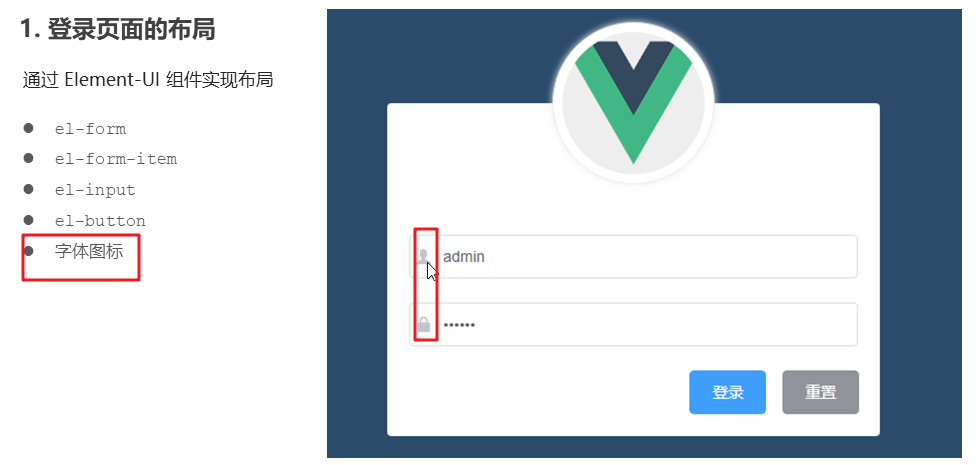 1. 登录页面的布局
通过 Element-UI 组件实现布局
● el-form
● el-form-item
● el-input
● el-button
● 字体图标
admin
••••••
登录
重置